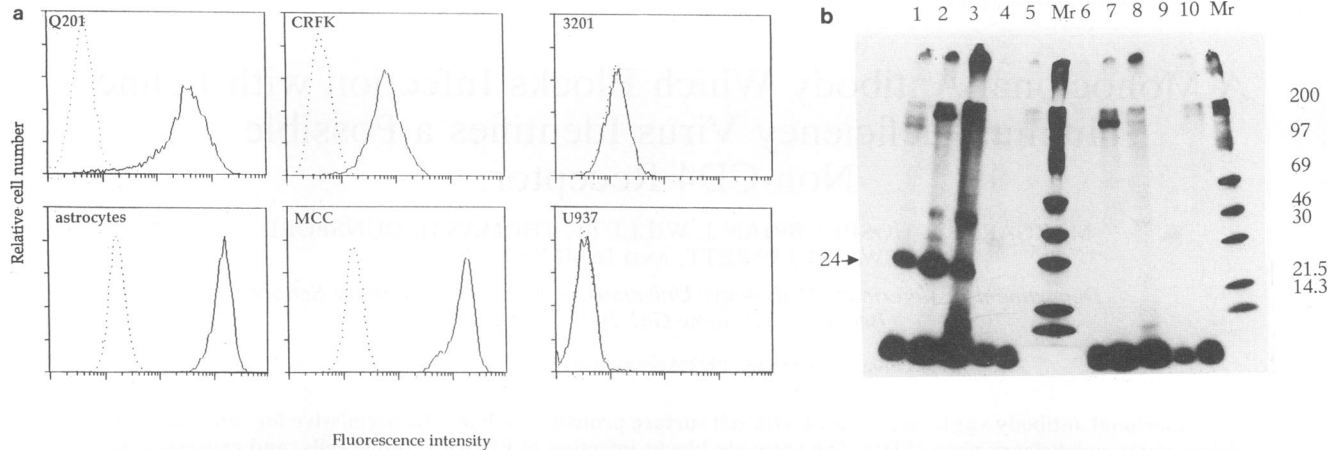 a
Q201
CRFK
3201
astrocytes
MCC
U937
Relative cell number
Fluorescence intensity
b
1 2 3 4 5 Mr 6 7 8 9 10 Mr
200
97
69
46
30
21.5
14.3
24